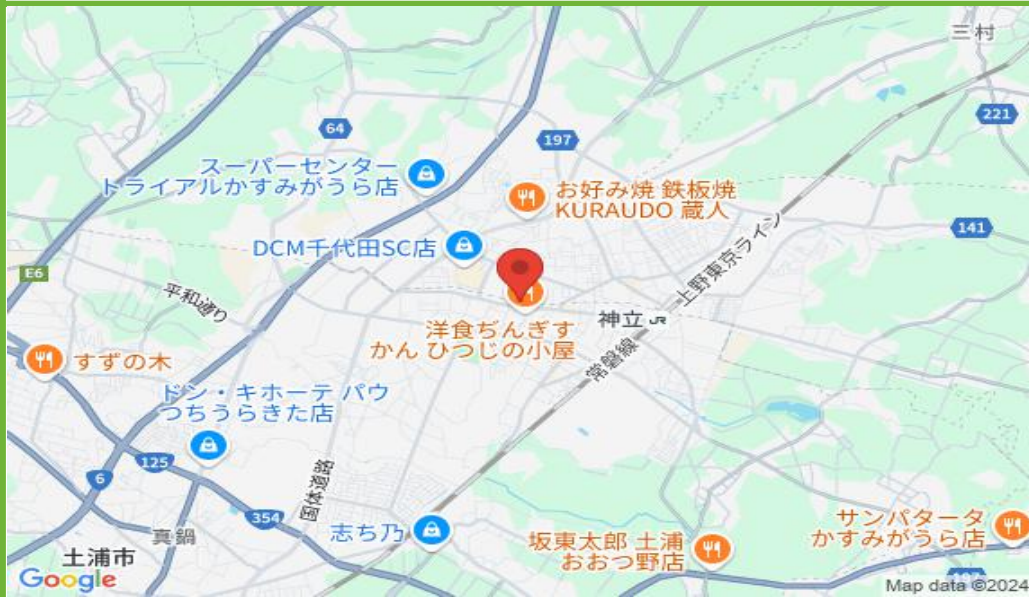 三村
221
64
197
スーパーセンター
トライアルかすみがうら店
お好み焼 鉄板焼
KURAUDO 蔵人
DCM千代田SC店
141
上野東京ライン
E6
平和通り
洋食ぢんぎす
かん ひつじの小屋
神立 JR
常磐線
すずの木
ドン・キホーテ パウ
つちうらきた店
6
125
国体道路
354
真鍋
志ち乃
坂東太郎 土浦
おおつ野店
サンパタータ
かすみがうら店
土浦市
Google
Map data ©2024